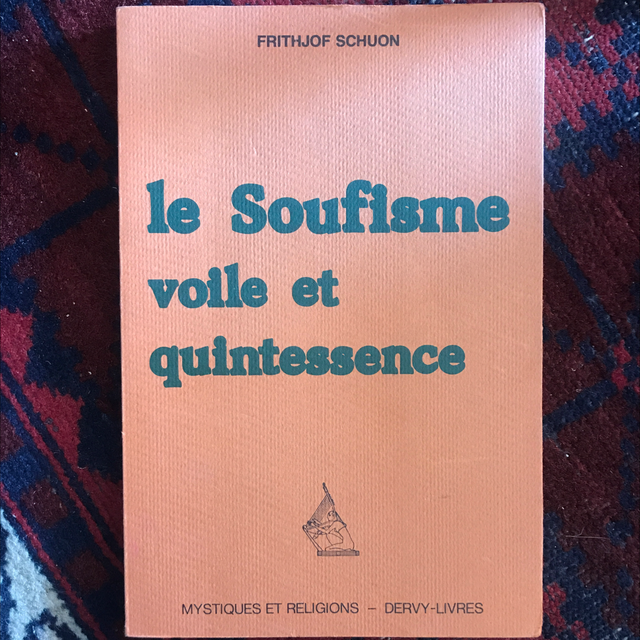 FRITHJOF SCHUON
le Soufisme
voile et
quintessence
MYSTIQUES ET RELIGIONS – DERVY-LIVRES